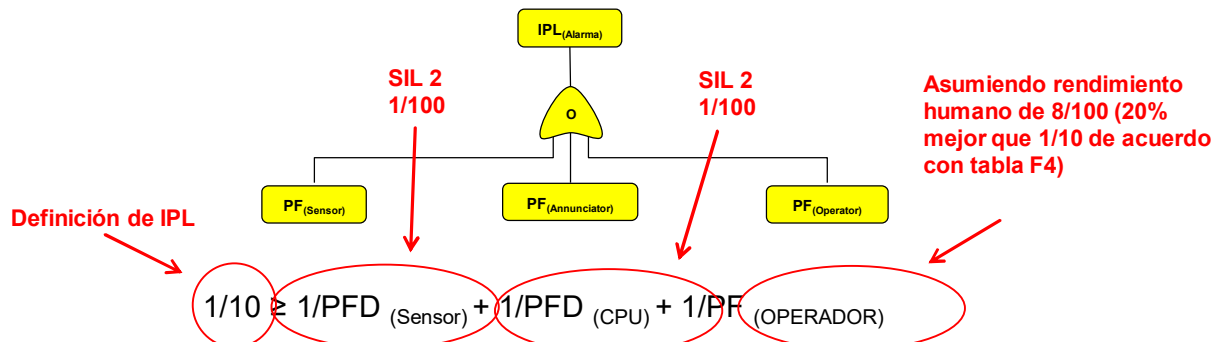 IPL(Alarma)
SIL 2
1/100
SIL 2
1/100
Asumiendo rendimiento
humano de 8/100 (20%
mejor que 1/10 de acuerdo
con tabla F4)
O
PF(Sensor)
PF(Annunciator)
PF(Operator)
Definición de IPL
1/10 ≥ 1/PFD (Sensor) + 1/PFD (CPU) + 1/PF (OPERADOR)